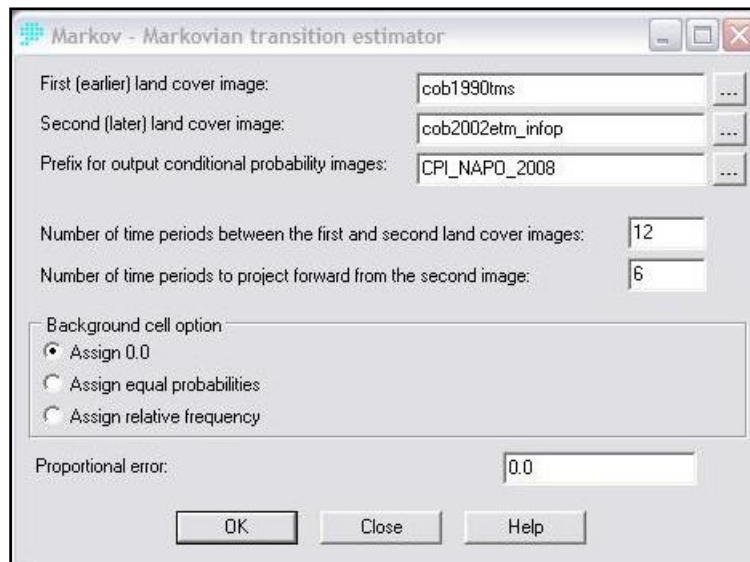 Markov - Markovian transition estimator
First (earlier) land cover image: cob1990tms ...
Second (later) land cover image: cob2002etm_infop ...
Prefix for output conditional probability images: CPI_NAPO_2008 ...
Number of time periods between the first and second land cover images: 12
Number of time periods to project forward from the second image: 6
Background cell option
Assign 0.0
Assign equal probabilities
Assign relative frequency
Proportional error: 0.0
OK Close Help